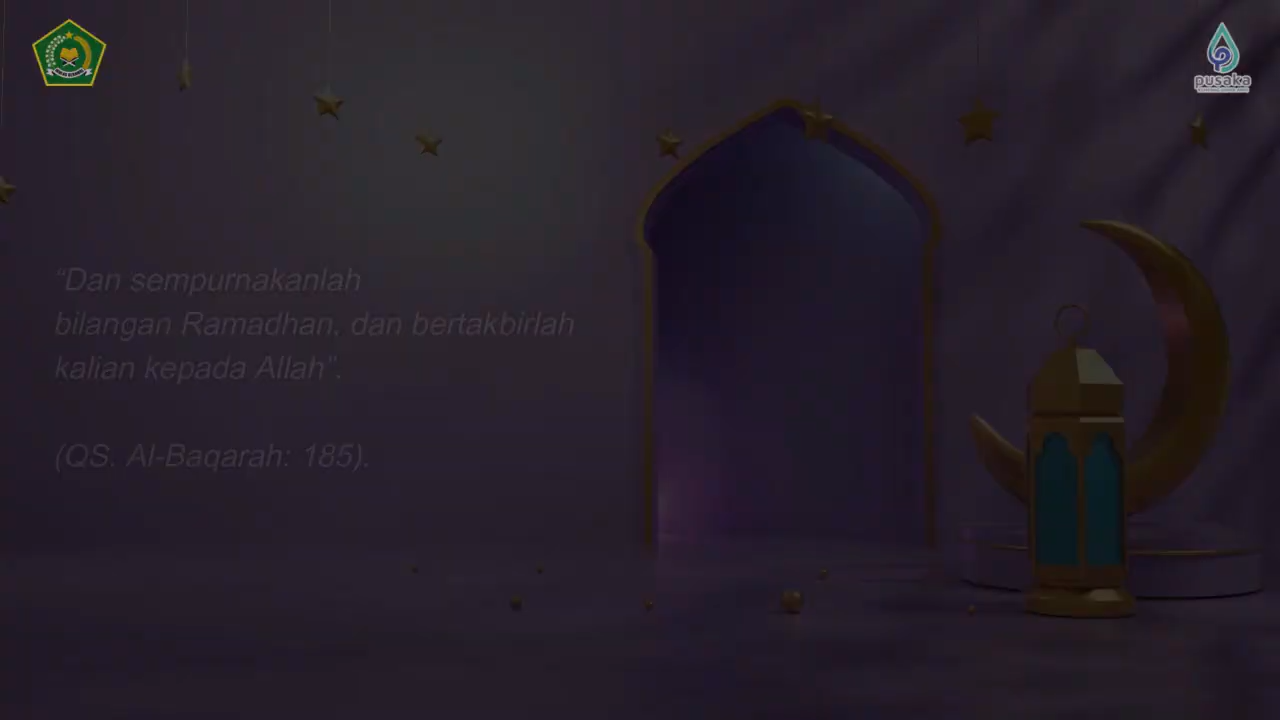 pusaka
“Dan sempurnakanlah
bilangan Ramadhan, dan bertakbirlah
kalian kepada Allah”.
(QS. Al-Baqarah: 185).